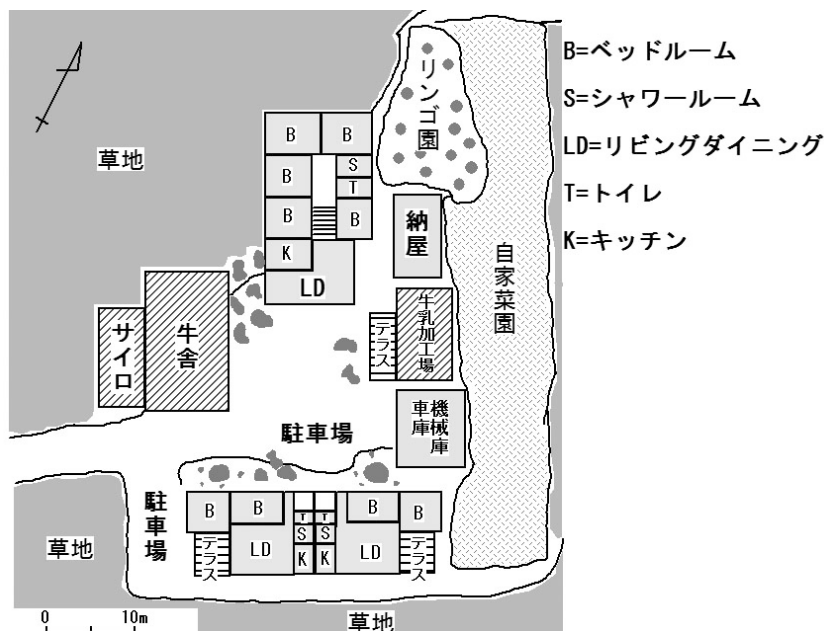 B=ベッドルーム
S=シャワールーム
LD=リビングダイニング
T=トイレ
K=キッチン
リンゴ園
草地
B
B
B
S
T
B
B
K
LD
納屋
自家菜園
サイロ
牛舎
テラス
牛乳加工場
機械庫
車庫
駐車場
駐車場
草地
B
B
T
T
B
B
S
S
LD
K
K
LD
テラス
テラス
0 10m
草地